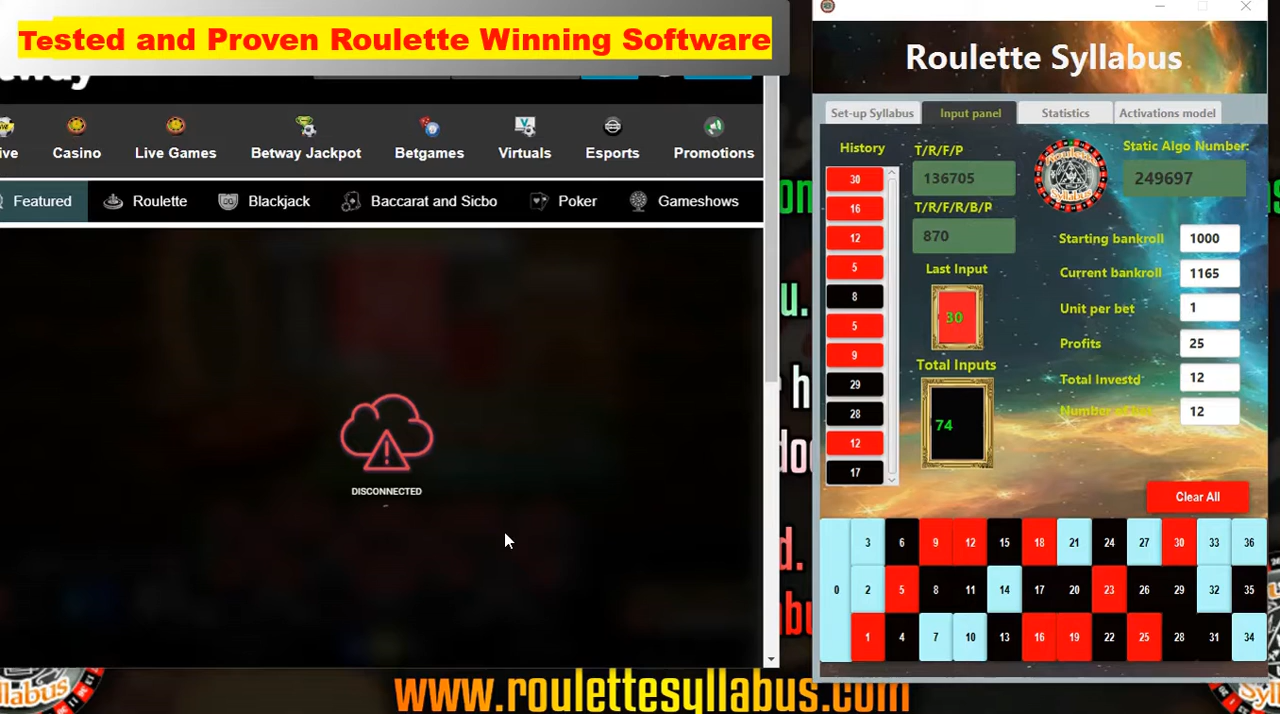 Tested and Proven Roulette Winning Software
Casino
Live Games
Betway Jackpot
Betgames
Virtuals
Esports
Promotions
Featured
Roulette
Blackjack
Baccarat and Sicbo
Poker
Gameshows
DISCONNECTED
Roulette Syllabus
Set-up Syllabus
Input panel
Statistics
Activations model
History
30
16
12
5
8
5
9
29
28
12
17
T/R/F/P
136705
T/R/F/R/B/P
870
Last Input
30
Total Inputs
74
Static Algo Number:
249697
Starting bankroll 1000
Current bankroll 1165
Unit per bet 1
Profits 25
Total Investd 12
Number of bet 12
Clear All
3 6 9 12 15 18 21 24 27 30 33 36
0 2 5 8 11 14 17 20 23 26 29 32 35
1 4 7 10 13 16 19 22 25 28 31 34
www.roulettesyllabus.com